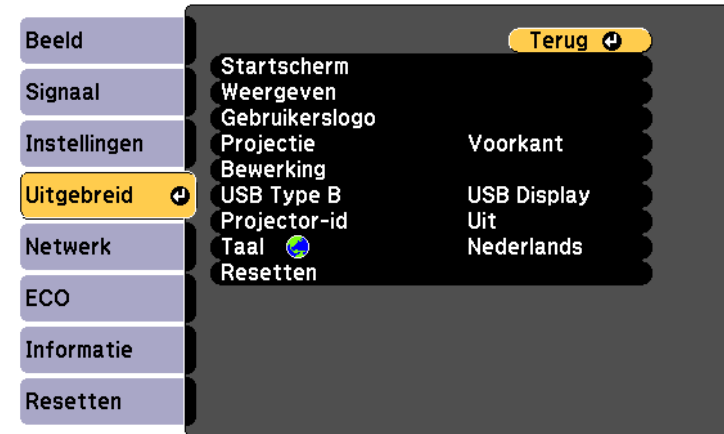 Beeld
Signaal
Instellingen
Uitgebreid
Netwerk
ECO
Informatie
Resetten
Terug
Startscherm
Weergeven
Gebruikerslogo
Projectie Voorkant
Bewerking
USB Type B USB Display
Projector-id Uit
Taal Nederlands
Resetten